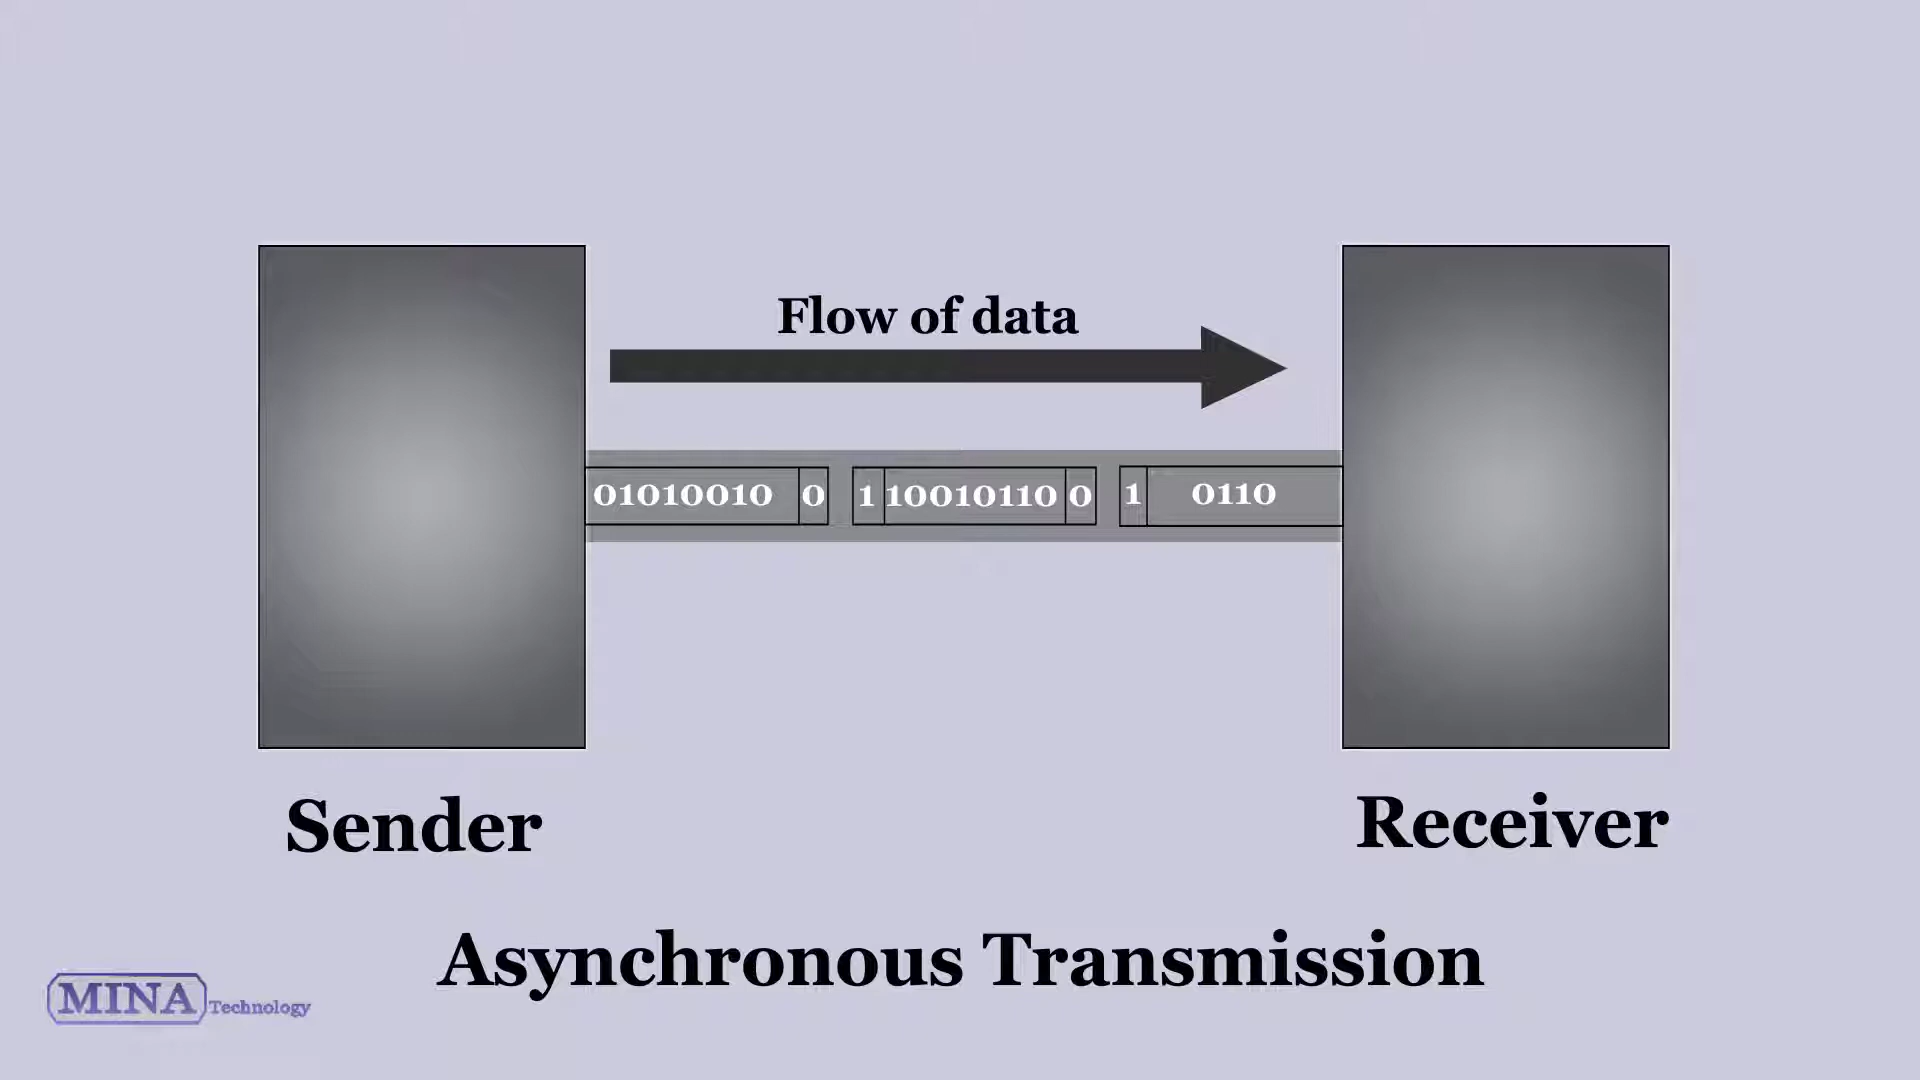 Flow of data
01010010 0 1 10010110 0 1 0110
Sender
Receiver
Asynchronous Transmission
MINA Technology